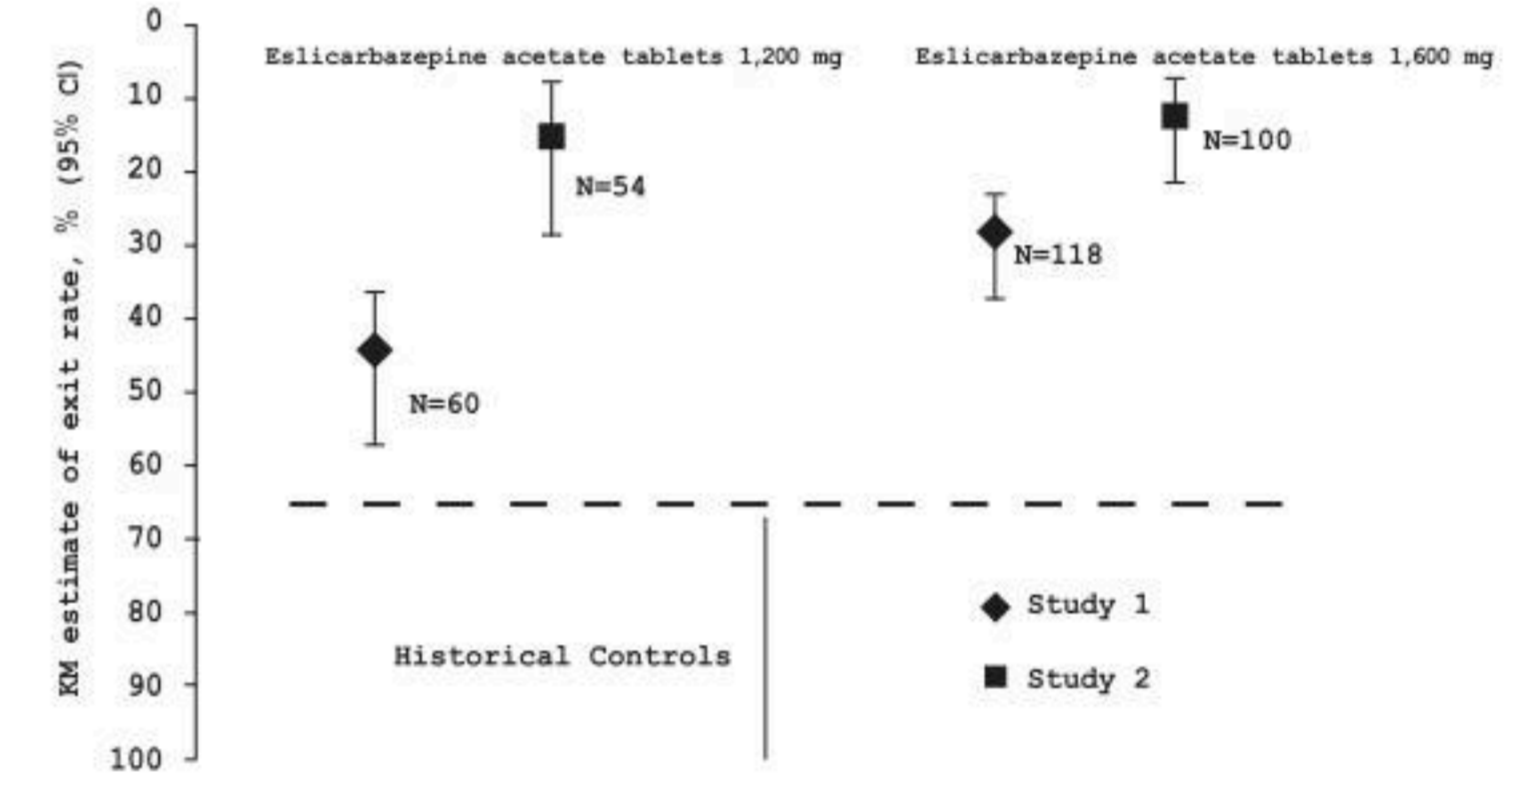 KM estimate of exit rate, % (95% CI)
0
10
20
30
40
50
60
70
80
90
100
Eslicarbazepine acetate tablets 1,200 mg
Eslicarbazepine acetate tablets 1,600 mg
N=54
N=60
N=100
N=118
Historical Controls
Study 1
Study 2